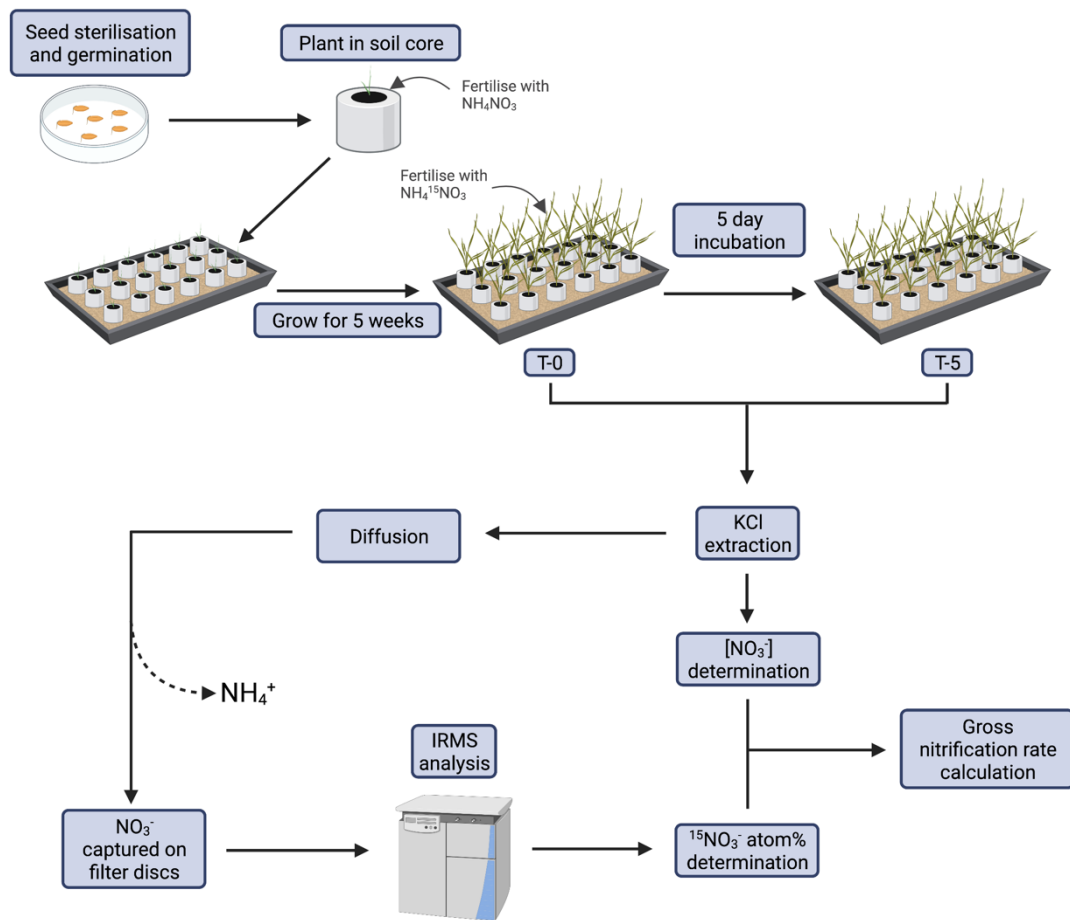 Seed sterilisation
and germination
Plant in soil core
Fertilise with
NH₄NO₃
Fertilise with
NH₄¹⁵NO₃
5 day
incubation
Grow for 5 weeks
T-0
T-5
KCl
extraction
Diffusion
[NO₃⁻]
determination
NH₄⁺
Gross
nitrification rate
calculation
IRMS
analysis
NO₃⁻
captured on
filter discs
¹⁵NO₃⁻ atom%
determination